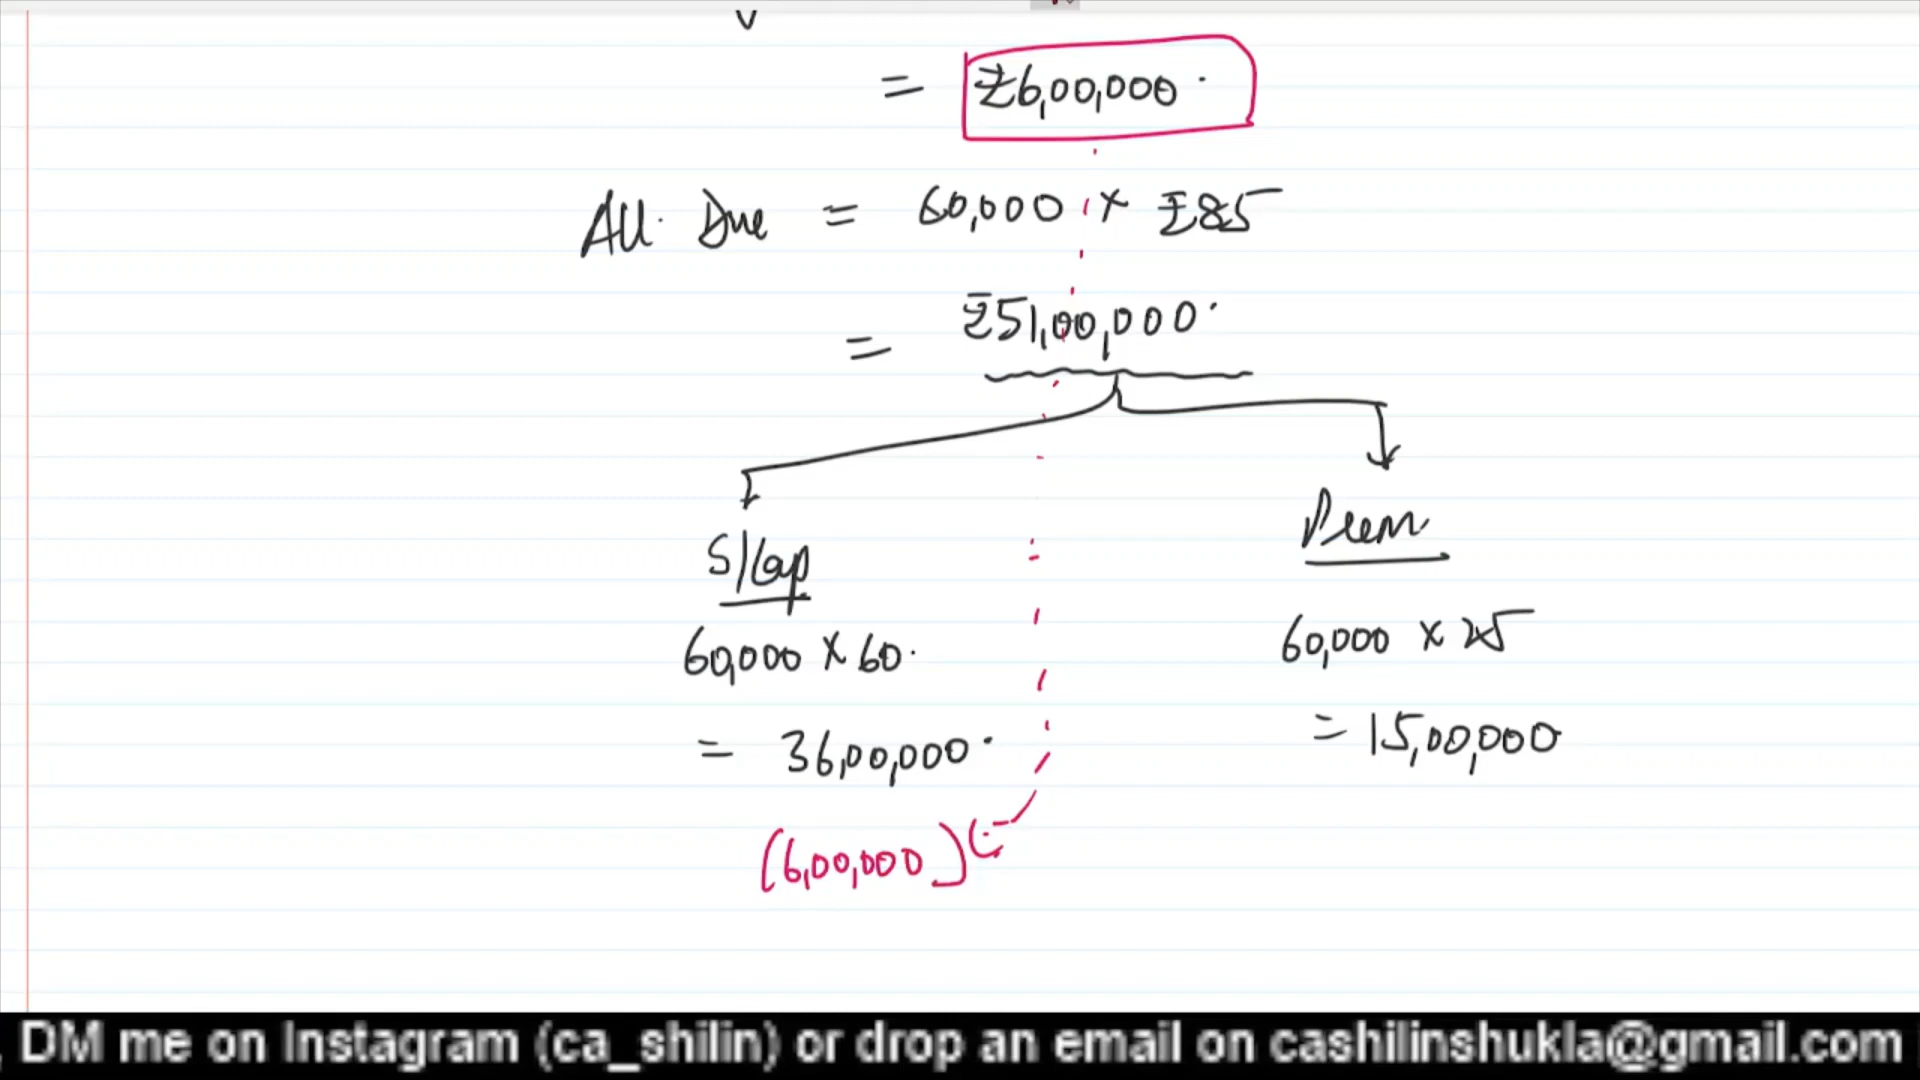 = ₹6,00,000
All. Due = 60,000 × ₹85
= ₹51,00,000
S/Cap
Prem
60,000 × 60
60,000 × 25
= 36,00,000
= 15,00,000
(6,00,000)
DM me on Instagram (ca_shilin) or drop an email on cashilinshukla@gmail.com